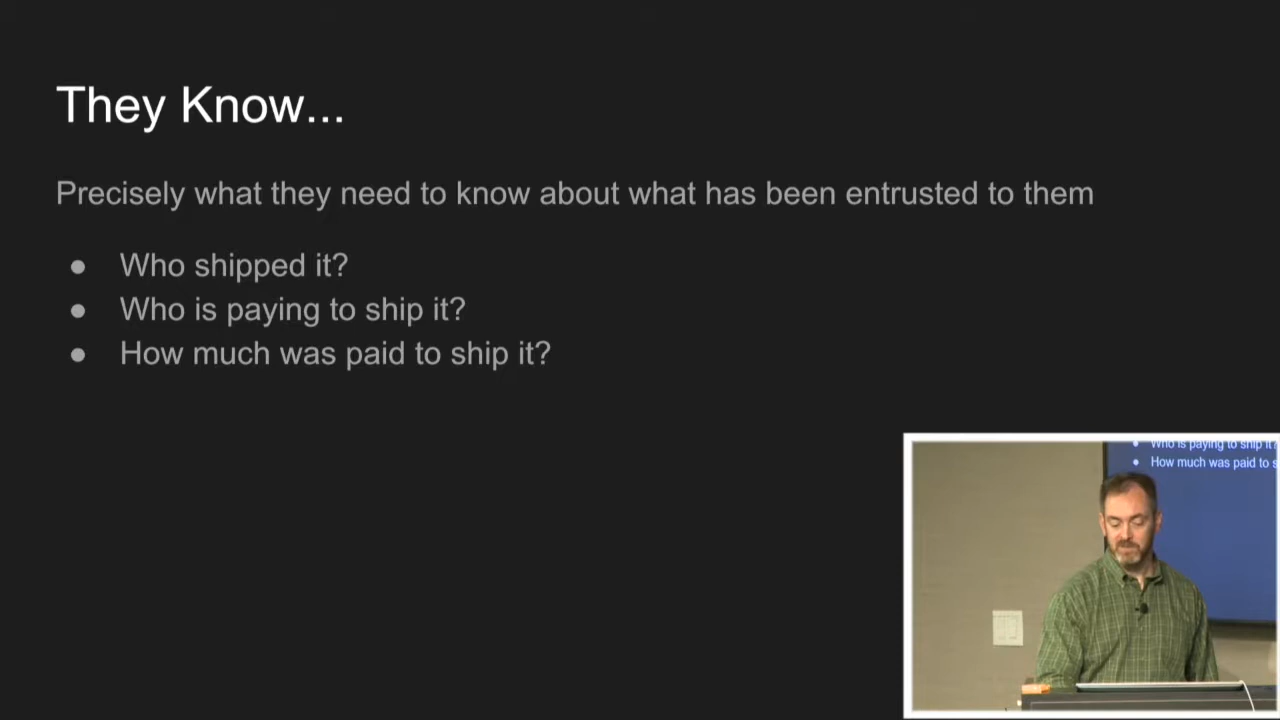 They Know...
Precisely what they need to know about what has been entrusted to them
● Who shipped it?
● Who is paying to ship it?
● How much was paid to ship it?
● Who is paying to ship it
● How much was paid to s